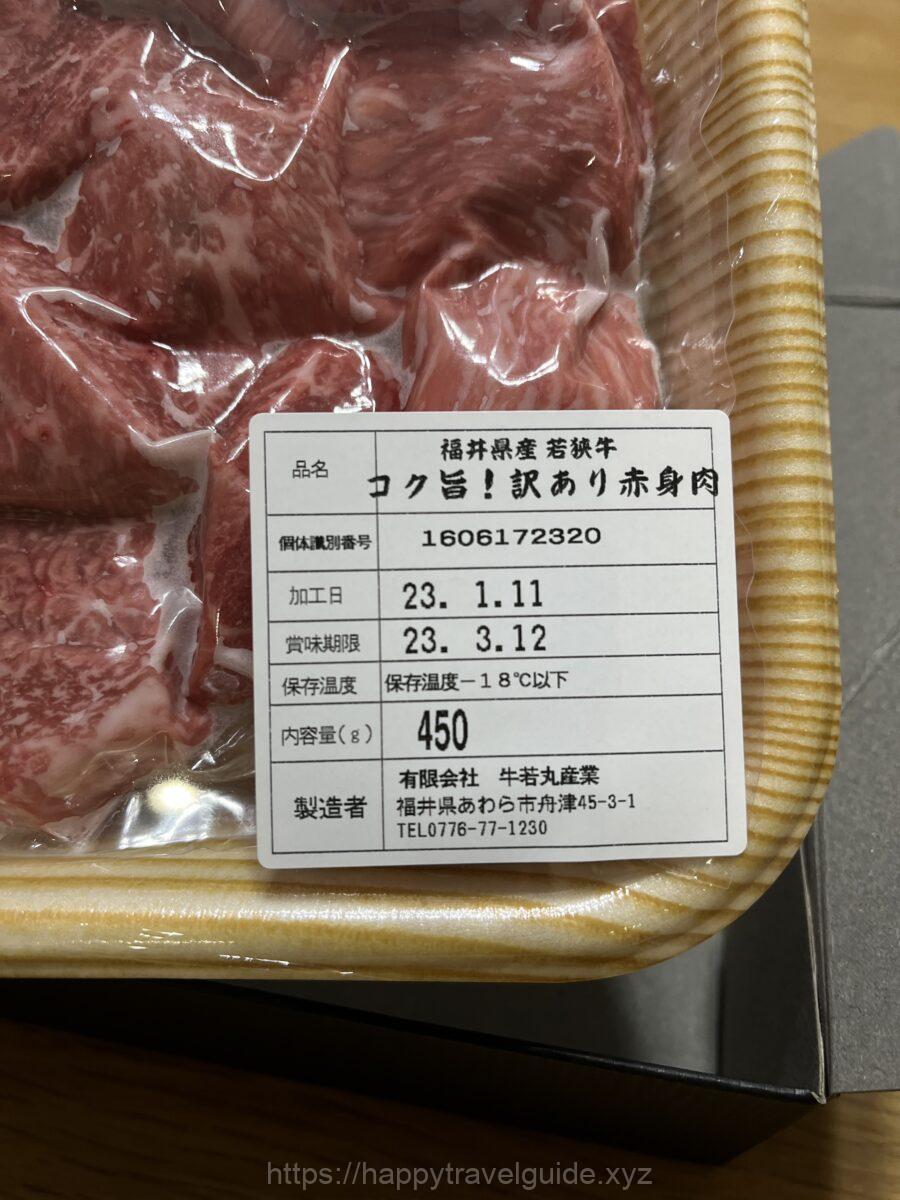 品名
福井県産 若狭牛
コク旨！訳あり赤身肉
個体識別番号 1606172320
加工日 23. 1.11
賞味期限 23. 3.12
保存温度 保存温度－１８℃以下
内容量(g) 450
製造者
有限会社 牛若丸産業
福井県あわら市舟津45-3-1
TEL0776-77-1230
https://happytravelguide.xyz